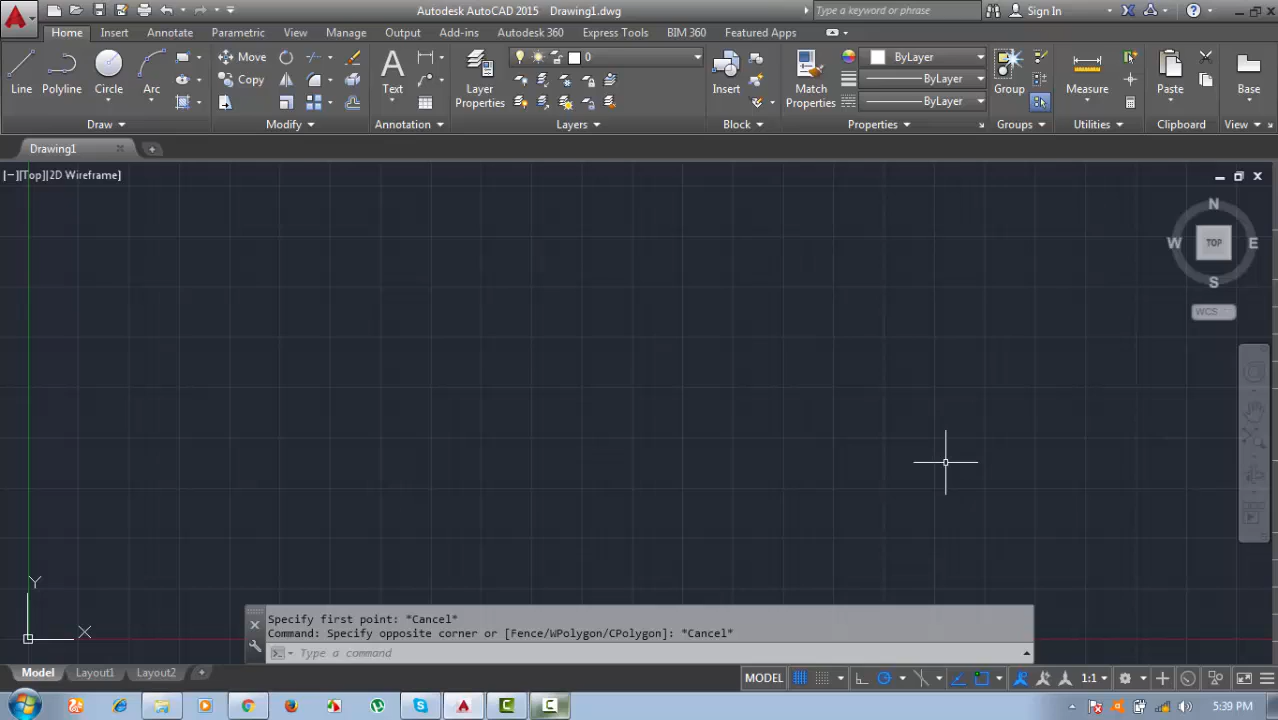 Autodesk AutoCAD 2015 Drawing1.dwg
Type a keyword or phrase
Sign In
Home Insert Annotate Parametric View Manage Output Add-ins Autodesk 360 Express Tools BIM 360 Featured Apps
Line Polyline Circle Arc
Draw
Move
Copy
Modify
Text
Annotation
Layer
Properties
0
Layers
Insert
Block
Match
Properties
ByLayer
ByLayer
ByLayer
Properties
Group
Groups
Measure
Utilities
Paste
Clipboard
Base
View
Drawing1
[−][Top][2D Wireframe]
N
W TOP E
S
WCS
Y
X
Specify first point: *Cancel*
Command: Specify opposite corner or [Fence/WPolygon/CPolygon]: *Cancel*
Type a command
Model Layout1 Layout2 +
MODEL 1:1
5:39 PM